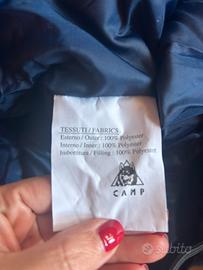 TESSUTI / FABRICS
Esterno / Outer : 100% Polyester
Interno / Inner : 100% Polyester
Imbottitura / Filling : 100% Polyester
CAMP
subito